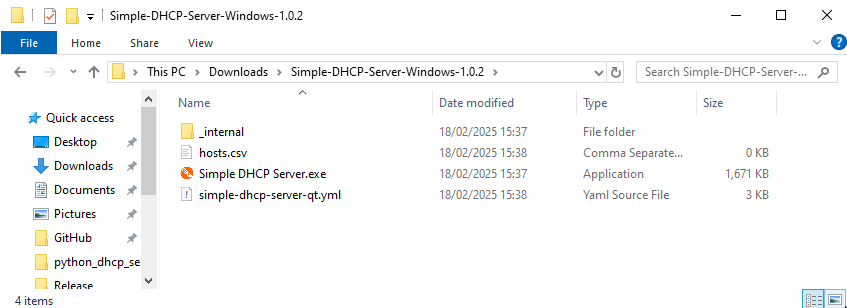 Simple-DHCP-Server-Windows-1.0.2
File Home Share View
This PC Downloads Simple-DHCP-Server-Windows-1.0.2 Search Simple-DHCP-Server-...
Name Date modified Type Size
Quick access
Desktop
Downloads
Documents
Pictures
GitHub
python_dhcp_se
Release
_internal 18/02/2025 15:37 File folder
hosts.csv 18/02/2025 15:38 Comma Separate... 0 KB
Simple DHCP Server.exe 18/02/2025 15:37 Application 1,671 KB
simple-dhcp-server-qt.yml 18/02/2025 15:38 Yaml Source File 3 KB
4 items